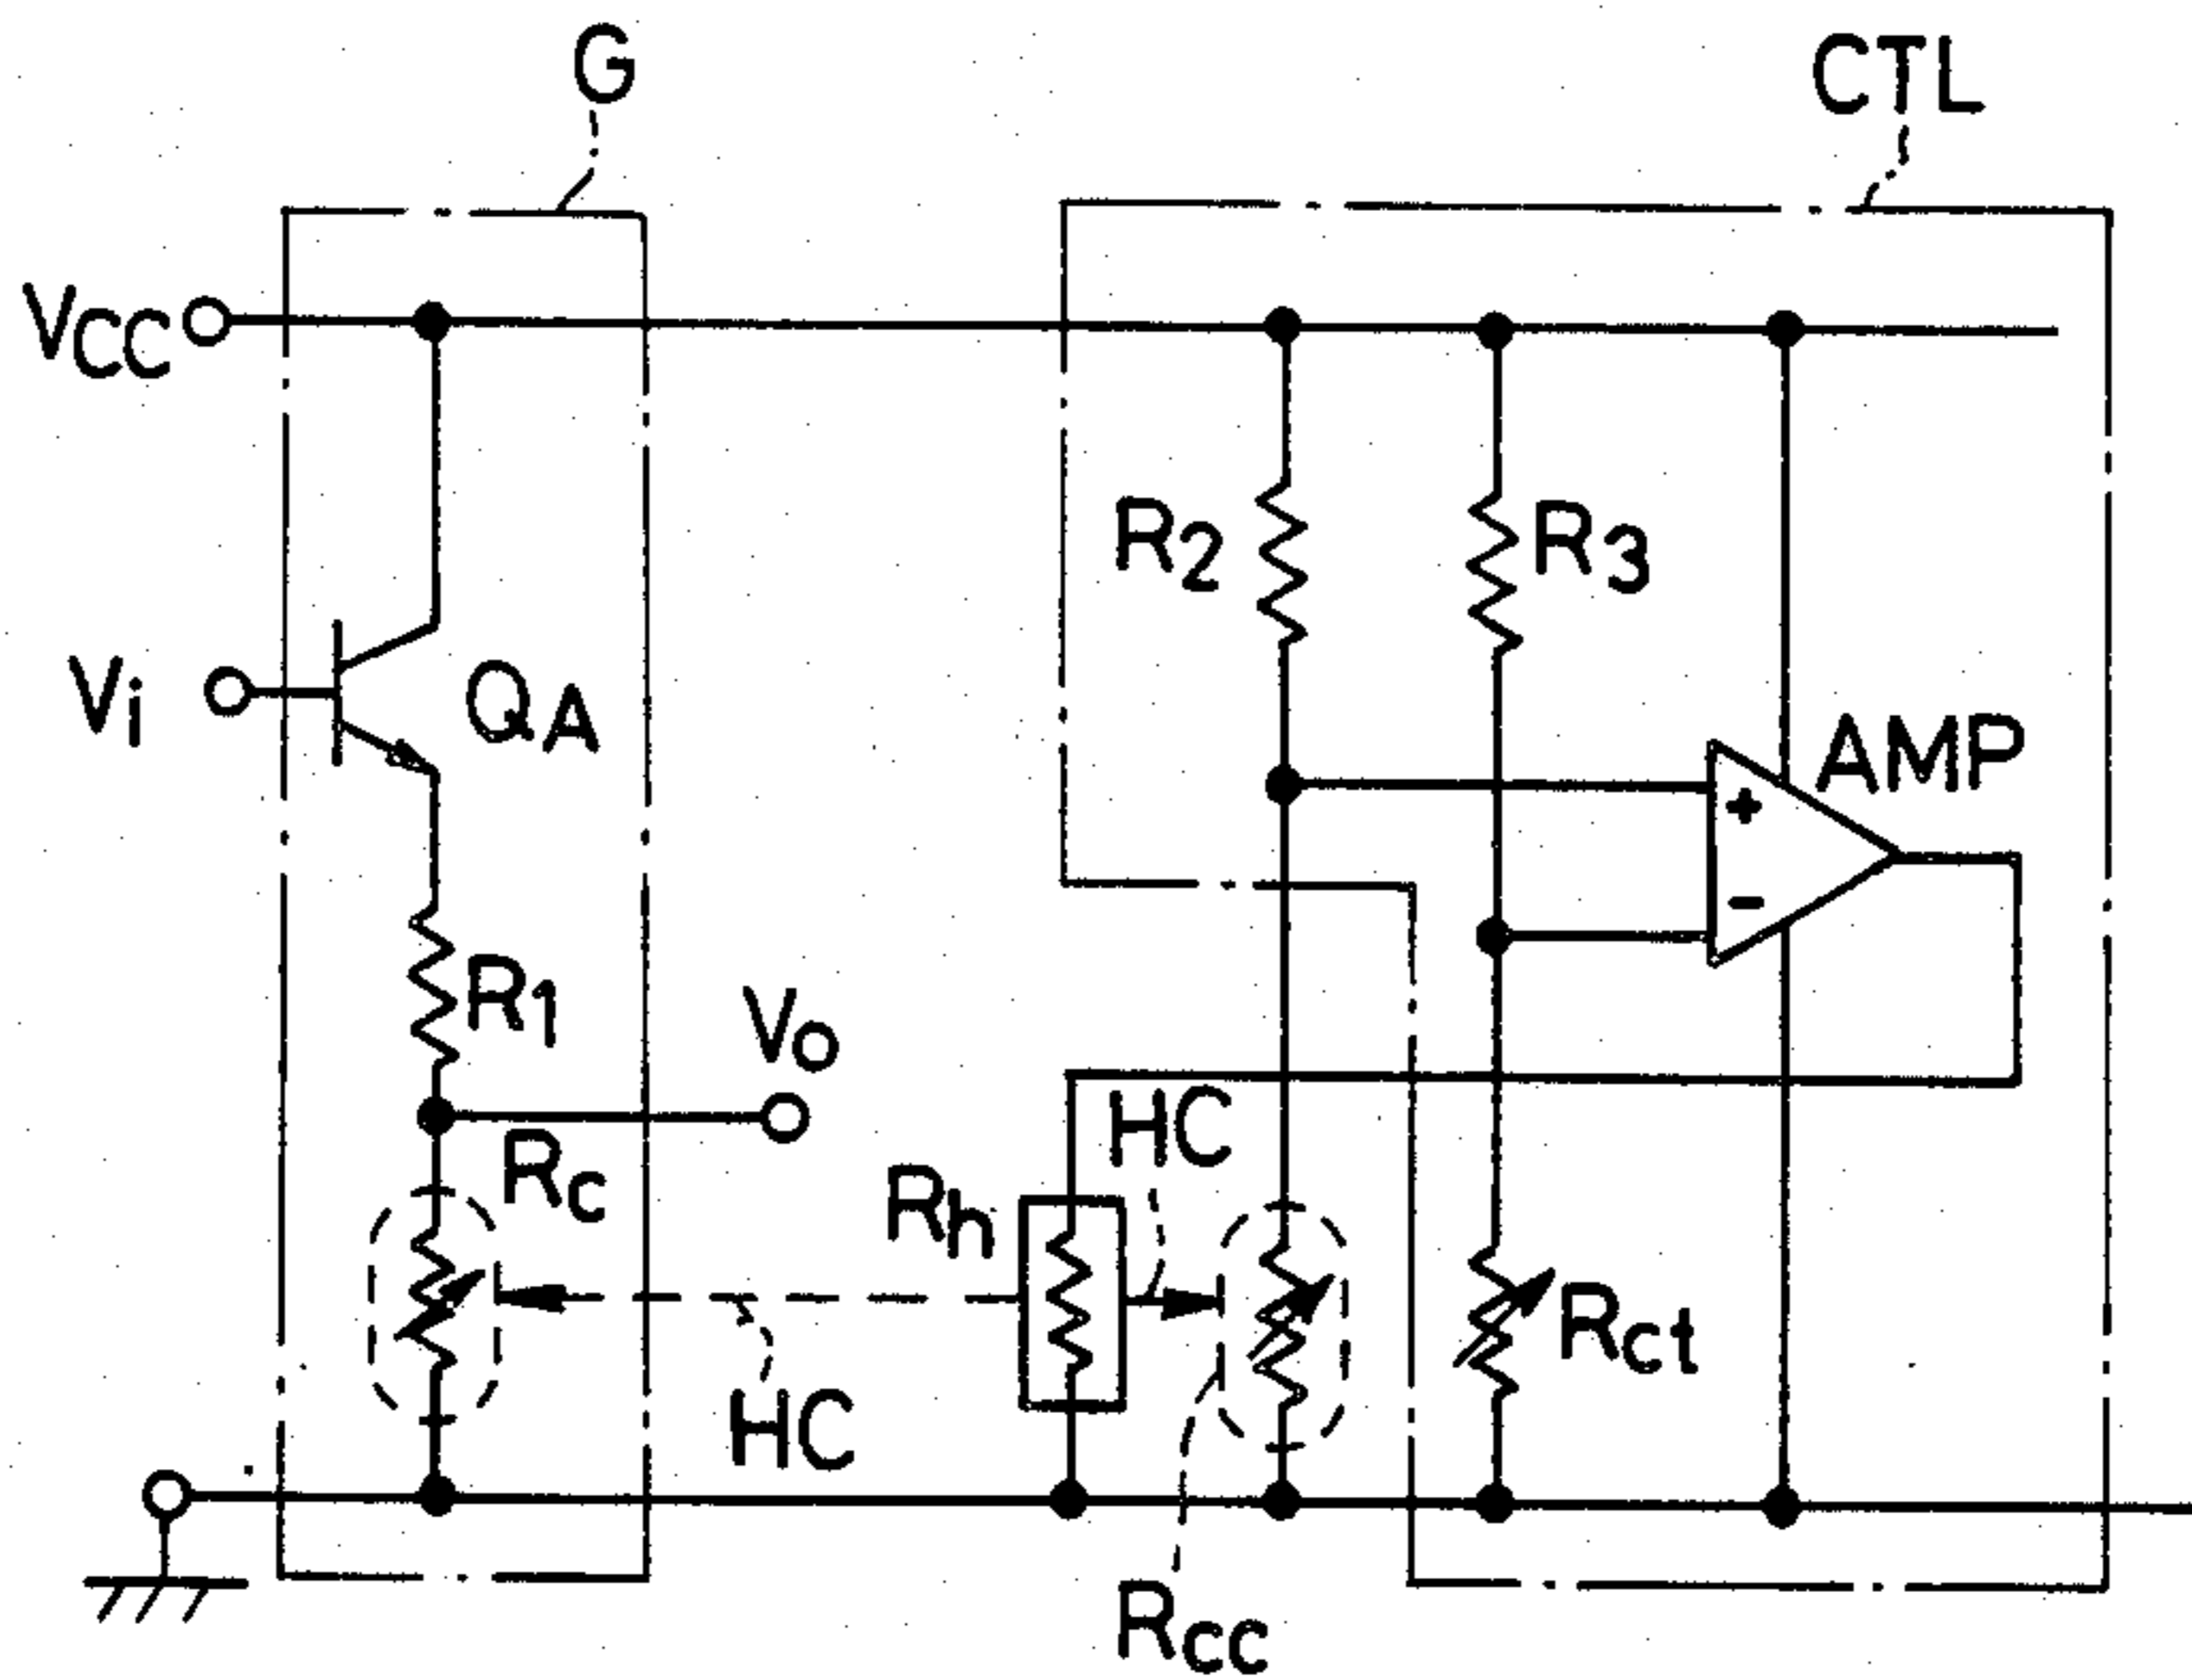 G
CTL
VCC
R2
R3
Vi
QA
AMP
+
-
R1
Vo
HC
Rc
Rh
Rct
HC
Rcc